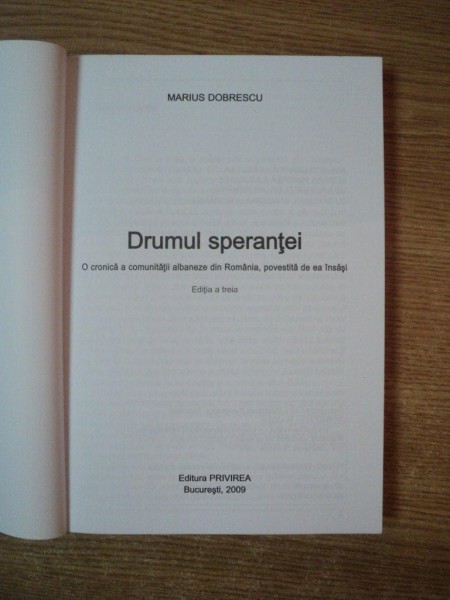 MARIUS DOBRESCU
Drumul speranţei
O cronică a comunităţii albaneze din România, povestită de ea însăşi
Ediţia a treia
Editura PRIVIREA
Bucureşti, 2009